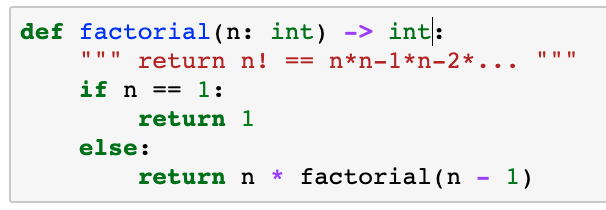 def factorial(n: int) -> int:
    """ return n! == n*n-1*n-2*... """
    if n == 1:
        return 1
    else:
        return n * factorial(n - 1)